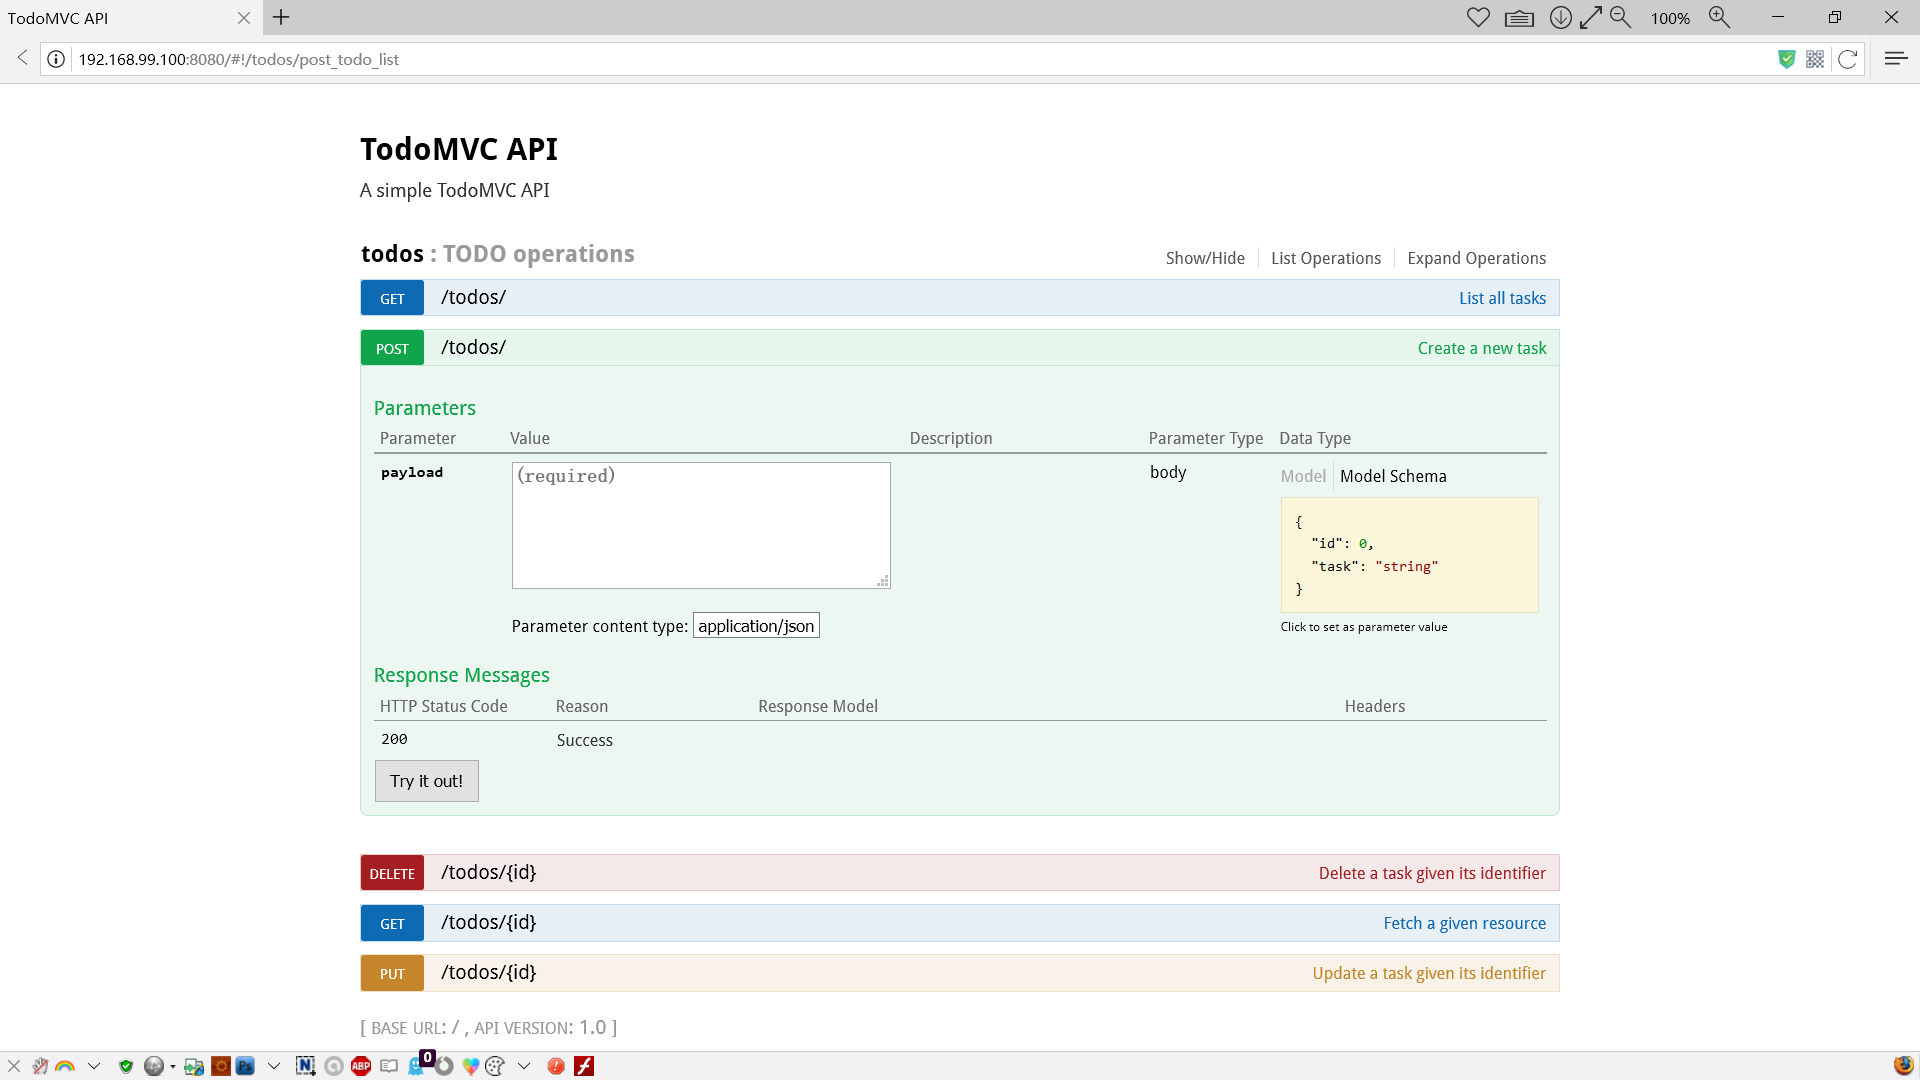 TodoMVC API
100%
192.168.99.100:8080/#!/todos/post_todo_list
TodoMVC API
A simple TodoMVC API
todos : TODO operations
Show/Hide List Operations Expand Operations
GET /todos/ List all tasks
POST /todos/ Create a new task
Parameters
Parameter Value Description Parameter Type Data Type
payload (required) body Model Model Schema
{
"id": 0,
"task": "string"
}
Parameter content type: application/json
Click to set as parameter value
Response Messages
HTTP Status Code Reason Response Model Headers
200 Success
Try it out!
DELETE /todos/{id} Delete a task given its identifier
GET /todos/{id} Fetch a given resource
PUT /todos/{id} Update a task given its identifier
[ BASE URL: / , API VERSION: 1.0 ]
Ps N ABP 0